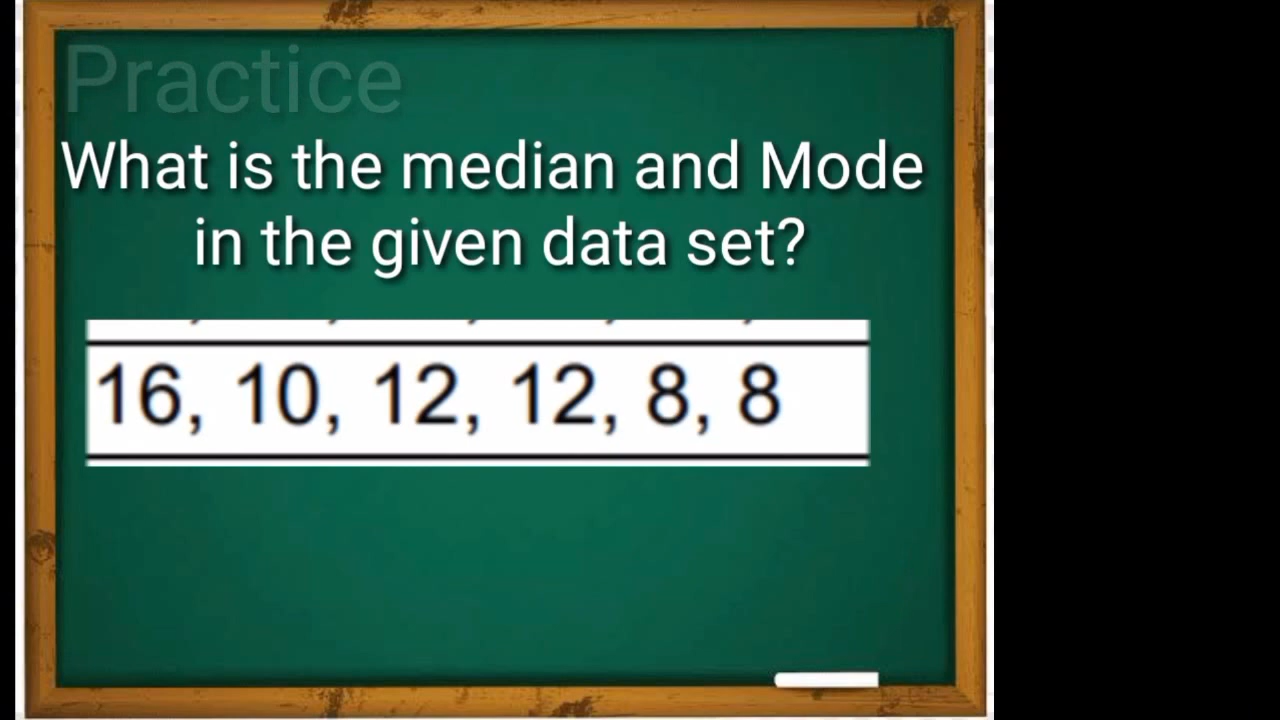 Practice
What is the median and Mode
in the given data set?
16, 10, 12, 12, 8, 8